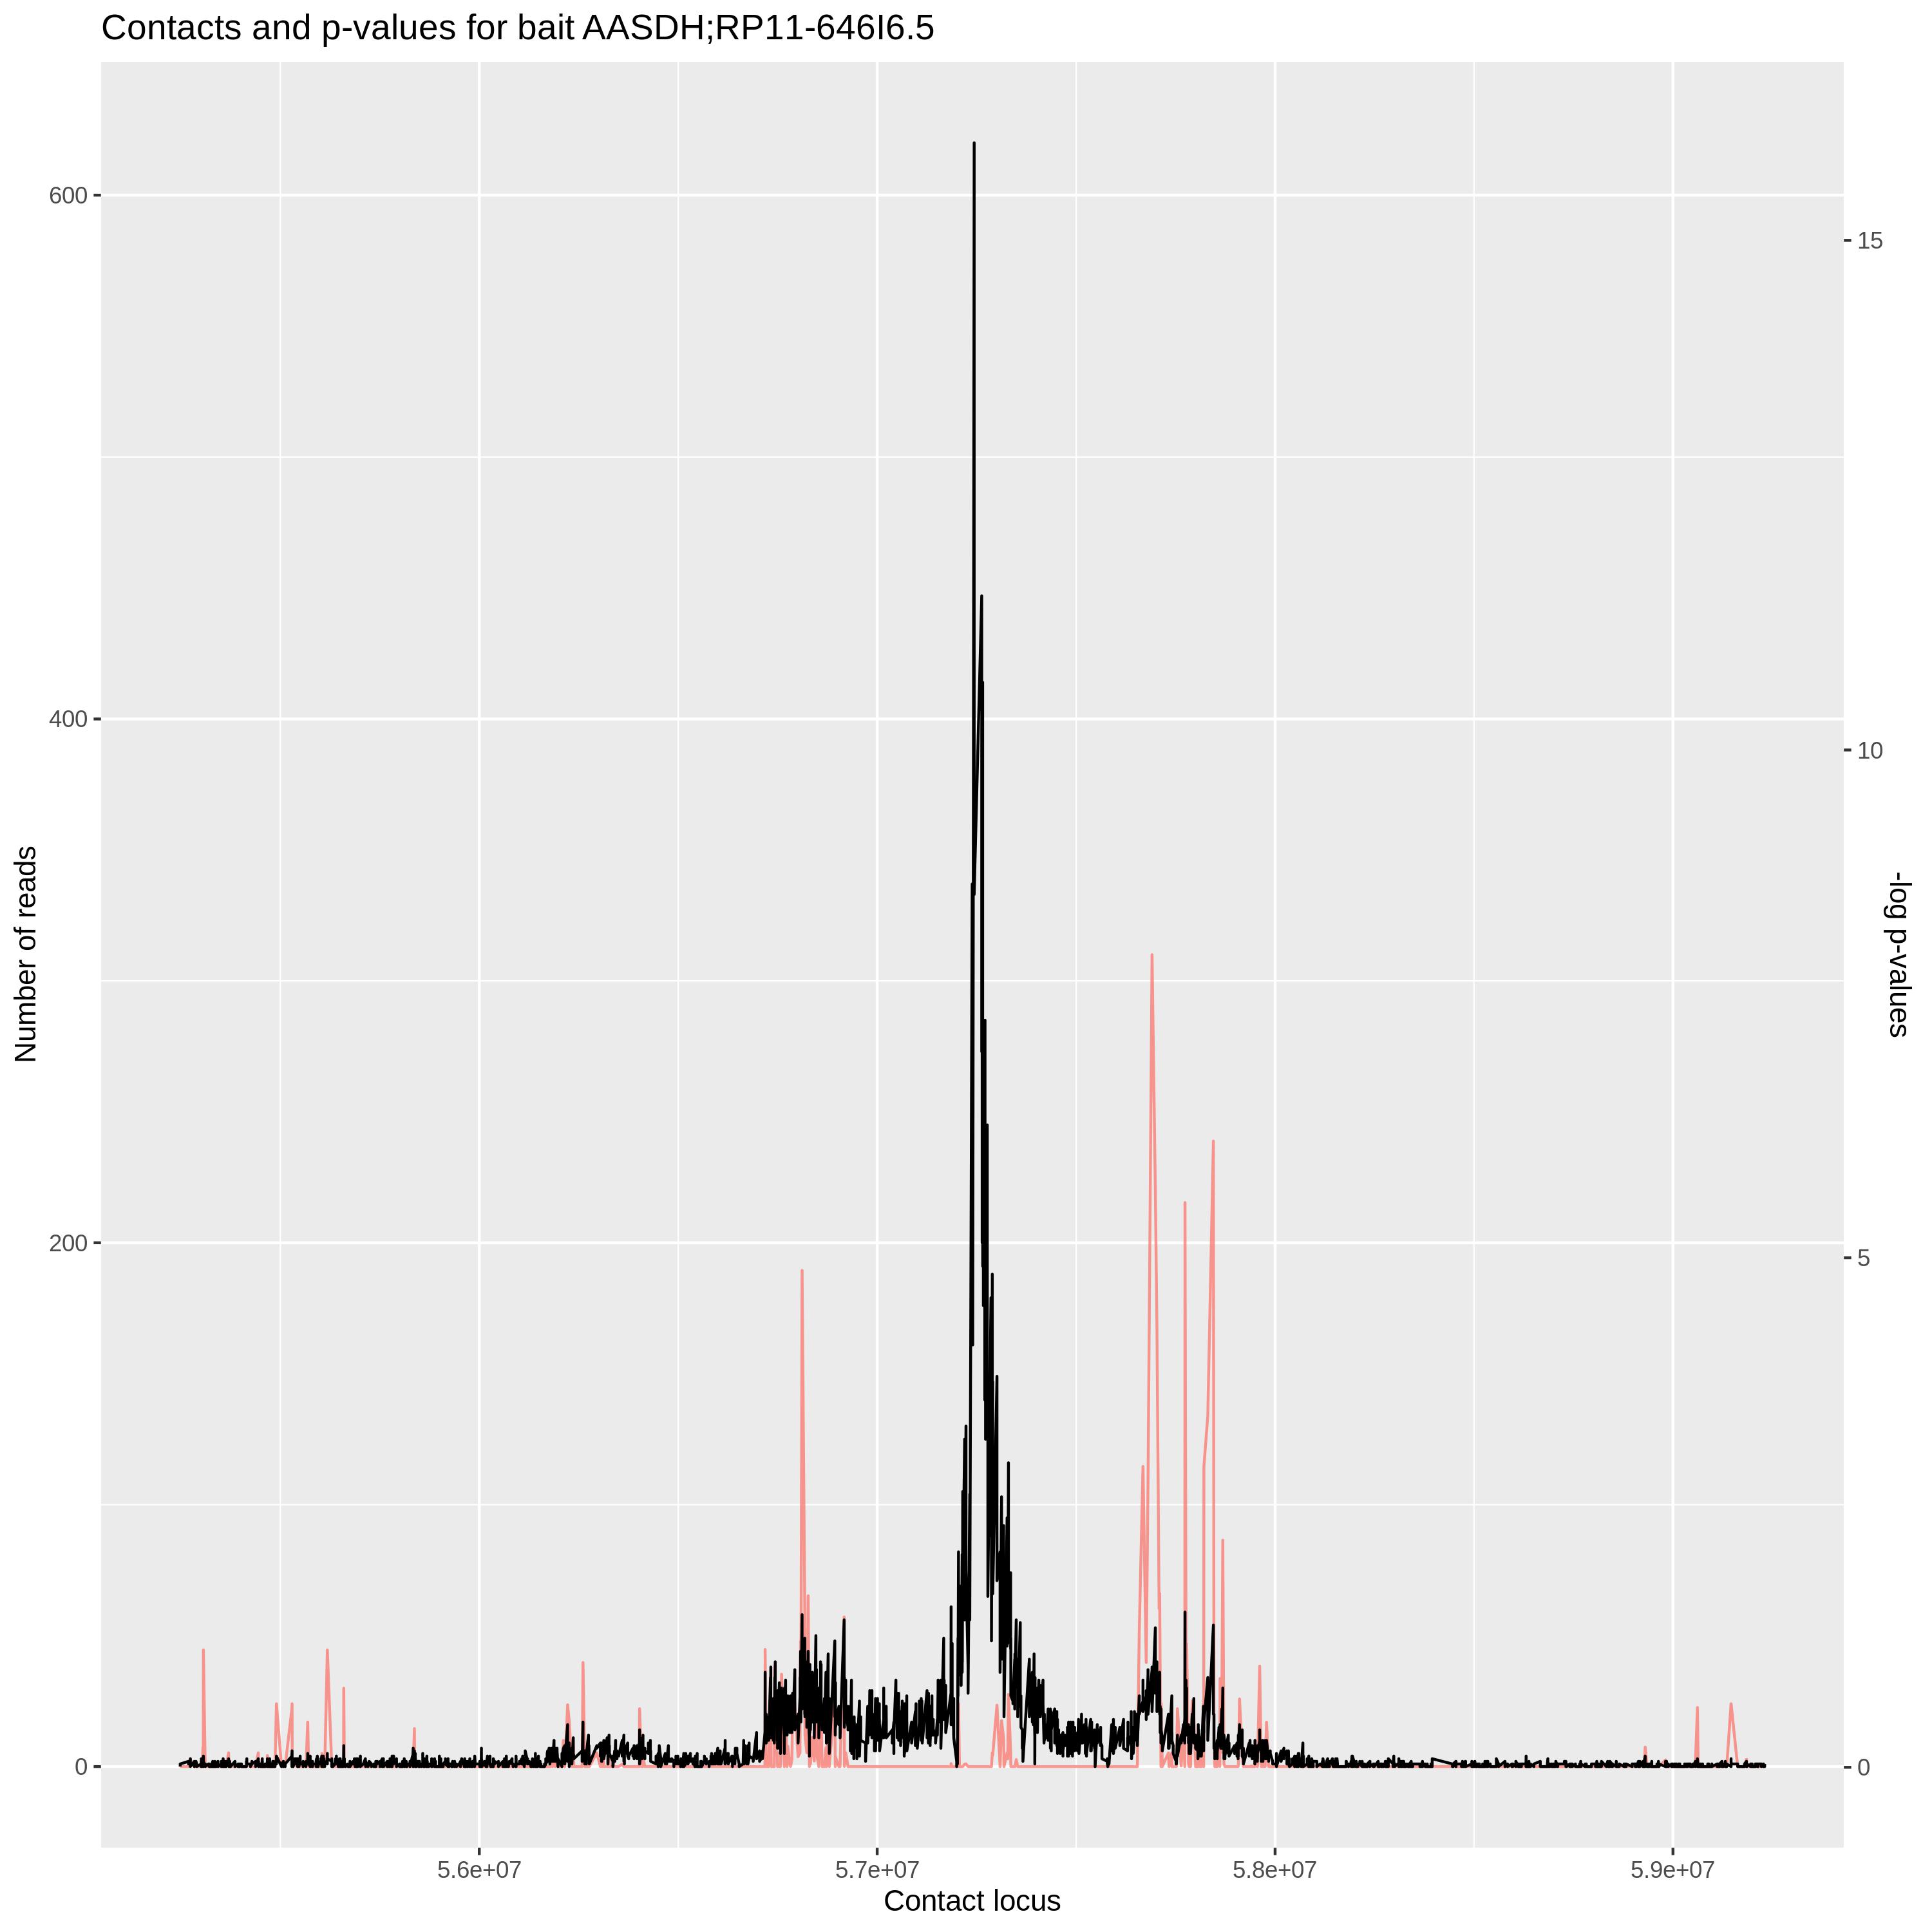 Contacts and p-values for bait AASDH;RP11-646I6.5
600
400
200
0
15
10
5
0
Number of reads
-log p-values
5.6e+07
5.7e+07
5.8e+07
5.9e+07
Contact locus